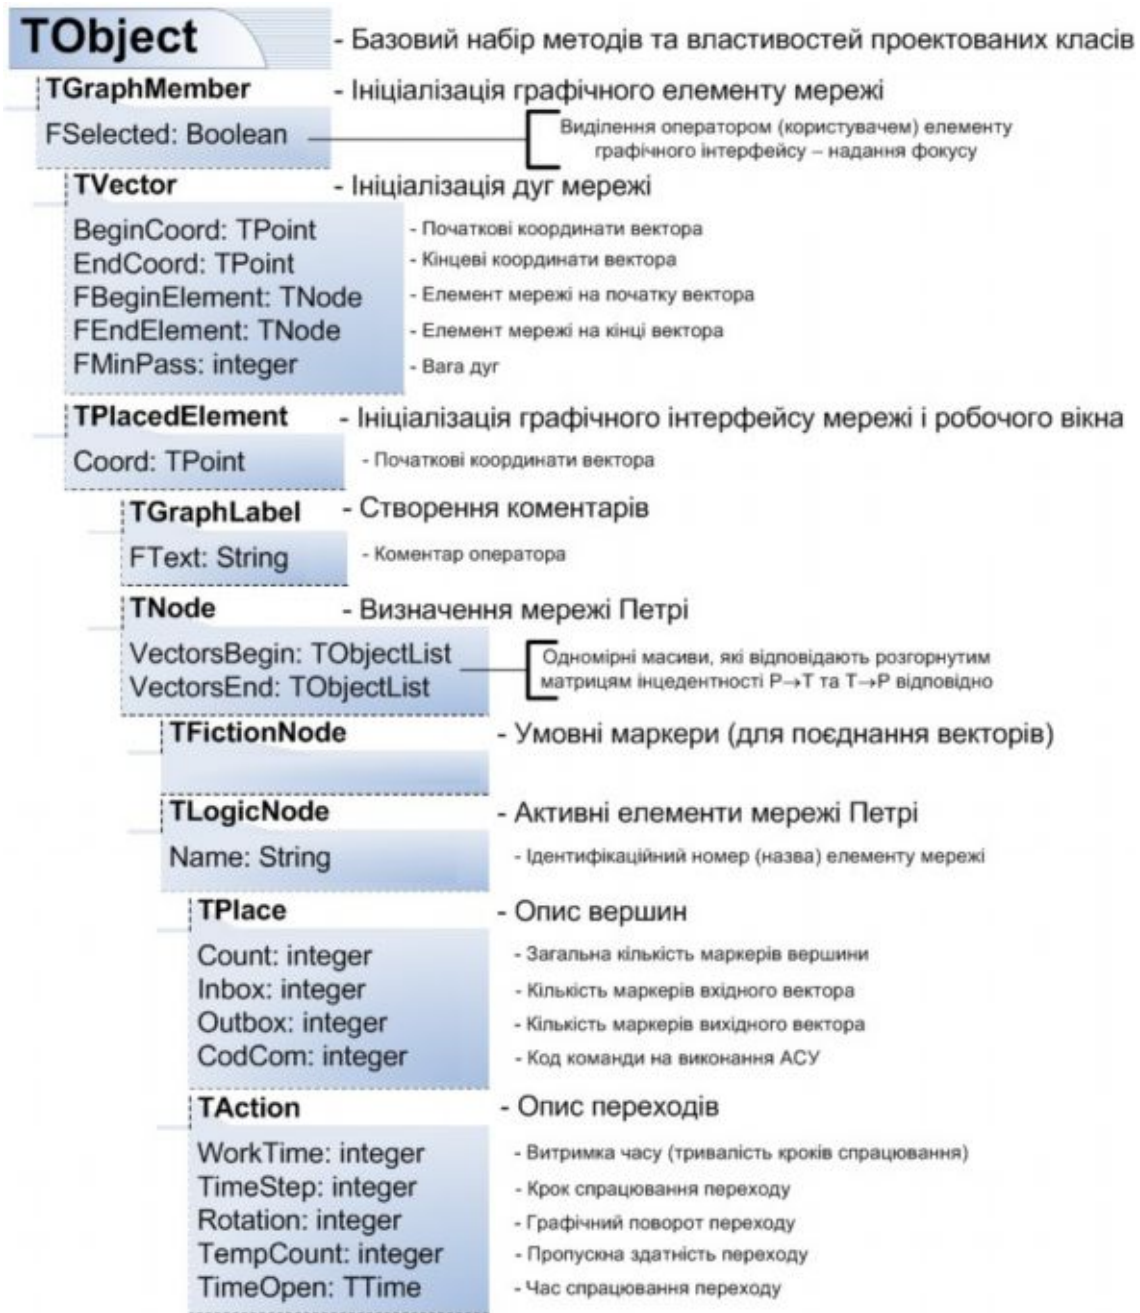 TObject - Базовий набір методів та властивостей проектованих класів
TGraphMember - Ініціалізація графічного елементу мережі
FSelected: Boolean Виділення оператором (користувачем) елементу
графічного інтерфейсу – надання фокусу
TVector - Ініціалізація дуг мережі
BeginCoord: TPoint - Початкові координати вектора
EndCoord: TPoint - Кінцеві координати вектора
FBeginElement: TNode - Елемент мережі на початку вектора
FEndElement: TNode - Елемент мережі на кінці вектора
FMinPass: integer - Вага дуг
TPlacedElement - Ініціалізація графічного інтерфейсу мережі і робочого вікна
Coord: TPoint - Початкові координати вектора
TGraphLabel - Створення коментарів
FText: String - Коментар оператора
TNode - Визначення мережі Петрі
VectorsBegin: TObjectList Одномірні масиви, які відповідають розгорнутим
VectorsEnd: TObjectList матрицям інцедентності P→T та T→P відповідно
TFictionNode - Умовні маркери (для поєднання векторів)
TLogicNode - Активні елементи мережі Петрі
Name: String - Ідентифікаційний номер (назва) елементу мережі
TPlace - Опис вершин
Count: integer - Загальна кількість маркерів вершини
Inbox: integer - Кількість маркерів вхідного вектора
Outbox: integer - Кількість маркерів вихідного вектора
CodCom: integer - Код команди на виконання АСУ
TAction - Опис переходів
WorkTime: integer - Витримка часу (тривалість кроків спрацювання)
TimeStep: integer - Крок спрацювання переходу
Rotation: integer - Графічний поворот переходу
TempCount: integer - Пропускна здатність переходу
TimeOpen: TTime - Час спрацювання переходу